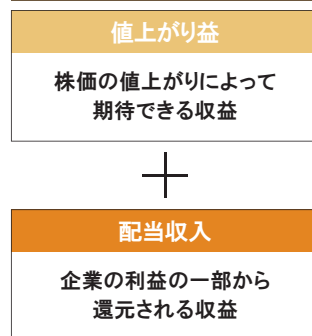 値上がり益
株価の値上がりによって
期待できる収益
+
配当収入
企業の利益の一部から
還元される収益